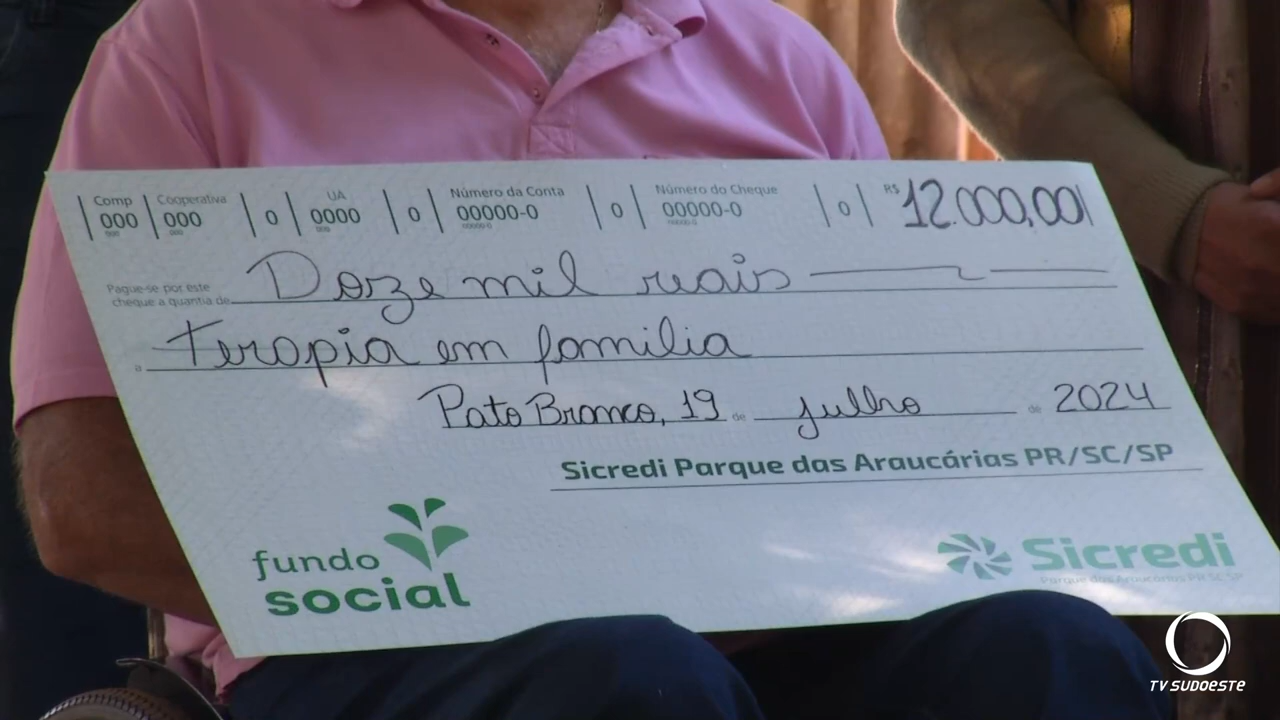 Comp Cooperativa UA Número da Conta Número do Cheque R$ 12.000,00
000 000 0 0000 0 00000-0 0 00000-0 0
Pague-se por este
cheque a quantia de Doze mil reais
a Terapia em família
Pato Branco, 19 de julho de 2024
Sicredi Parque das Araucárias PR/SC/SP
fundo
social
Sicredi
Parque das Araucárias PR/SC/SP
TV SUDOESTE